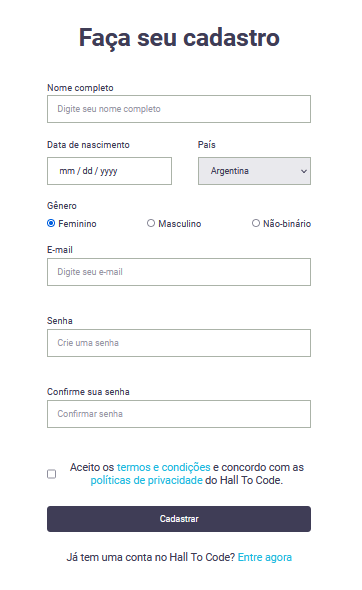 Faça seu cadastro
Nome completo
Digite seu nome completo
Data de nascimento País
mm / dd / yyyy Argentina
Gênero
Feminino Masculino Não-binário
E-mail
Digite seu e-mail
Senha
Crie uma senha
Confirme sua senha
Confirmar senha
Aceito os termos e condições e concordo com as
políticas de privacidade do Hall To Code.
Cadastrar
Já tem uma conta no Hall To Code? Entre agora